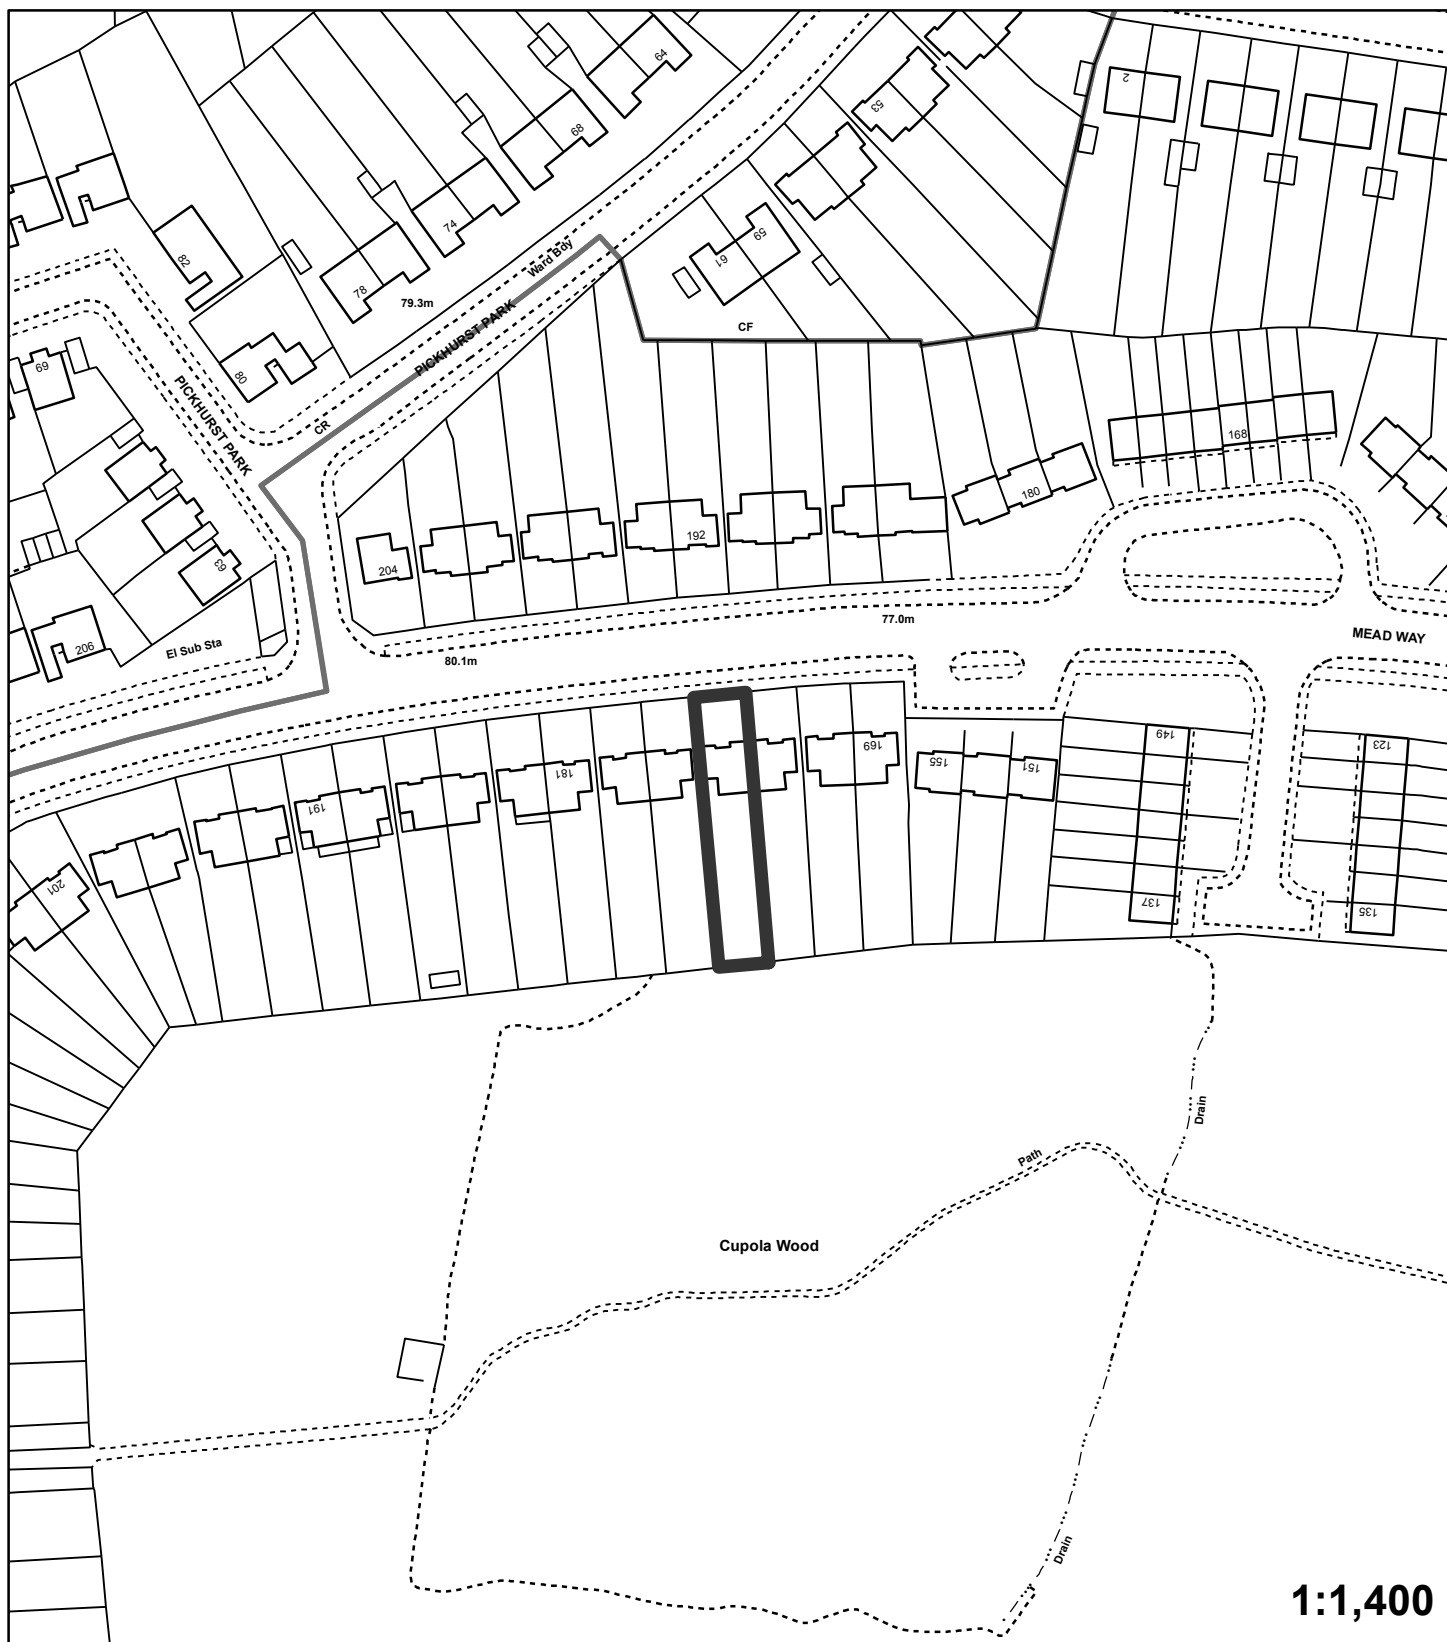 64
2
53
68
74
82
59
61
Ward Bdy
78
79.3m
PICKHURST PARK
CF
69
80
PICKHURST PARK
CR
168
180
192
204
63
77.0m
MEAD WAY
206
El Sub Sta
80.1m
149
123
169
155
151
181
191
201
137
135
Drain
Path
Cupola Wood
Drain
1:1,400